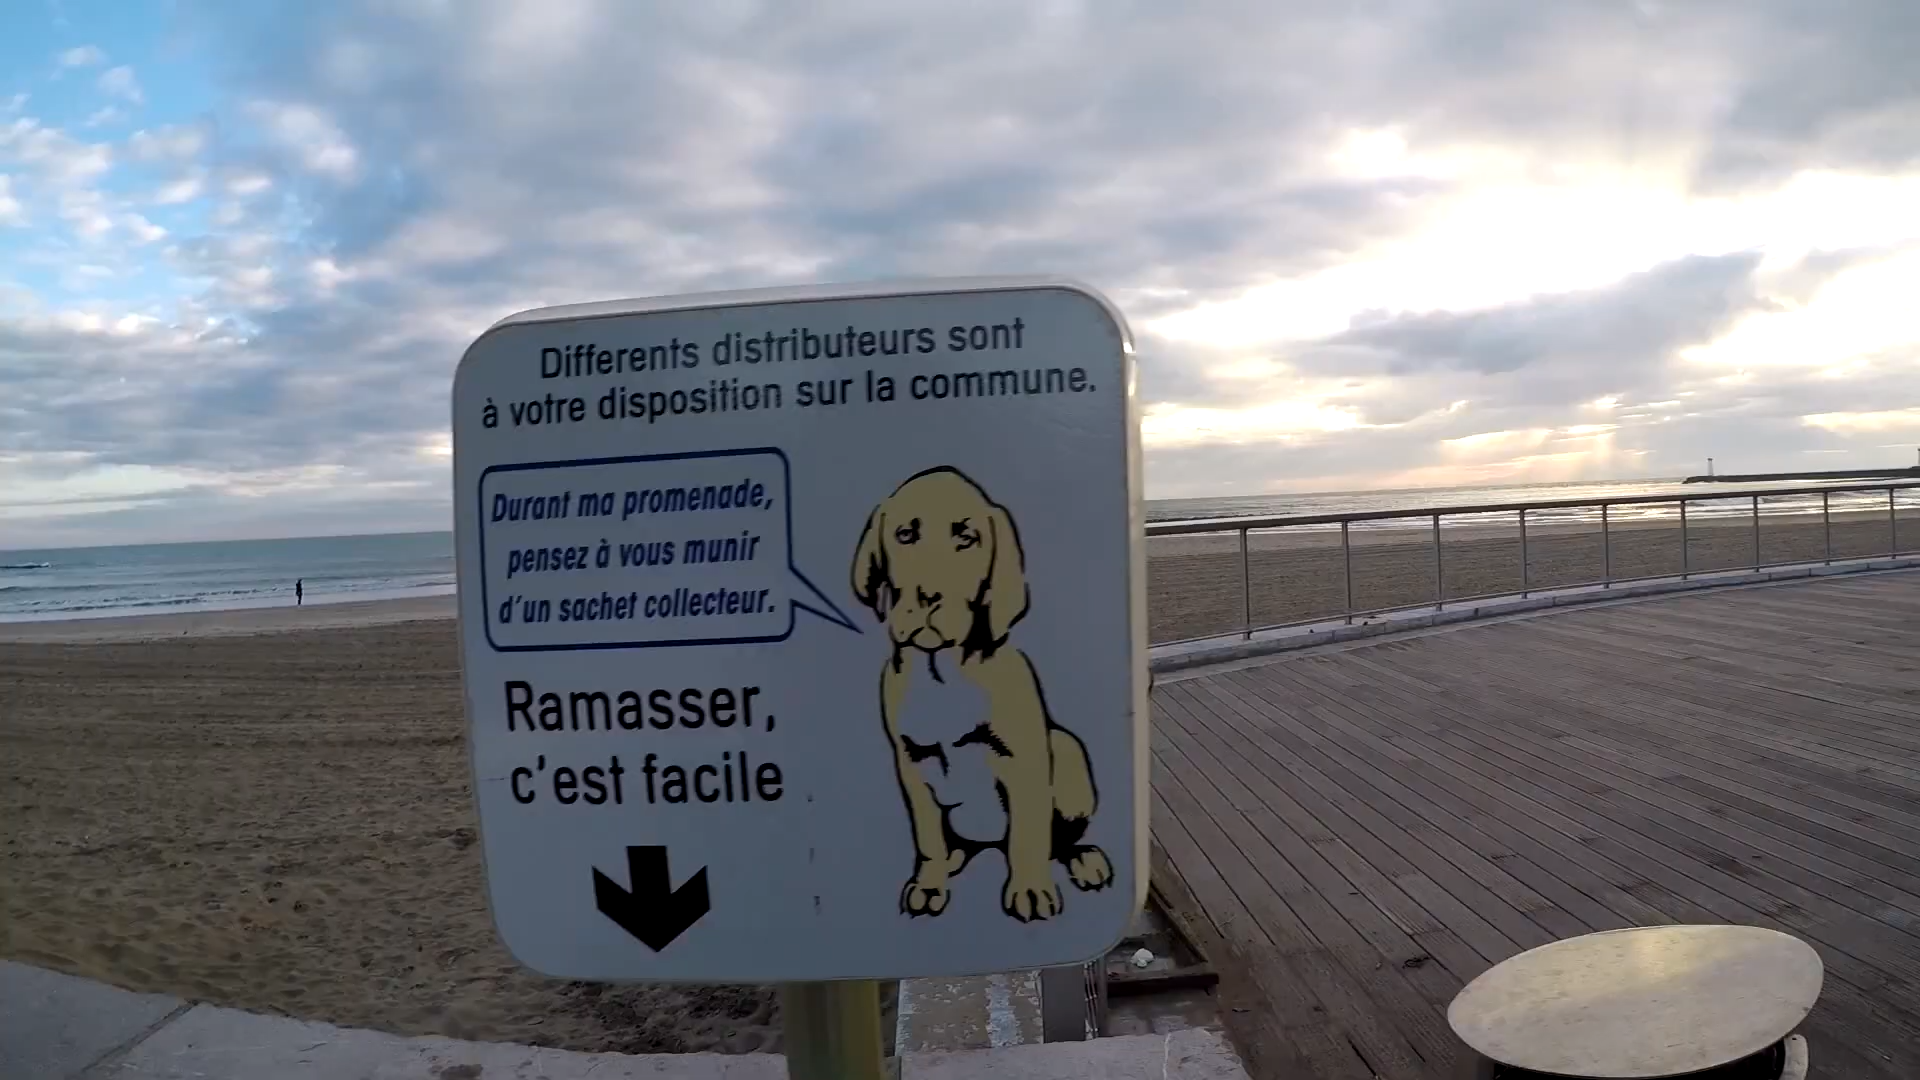 Differents distributeurs sont
à votre disposition sur la commune.
Durant ma promenade,
pensez à vous munir
d'un sachet collecteur.
Ramasser,
c'est facile